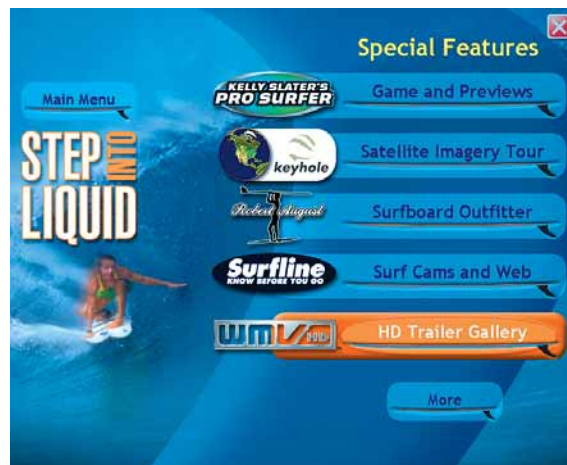 Special Features
Main Menu
STEP INTO
LIQUID
KELLY SLATER'S
PRO SURFER
Game and Previews
keyhole
Satellite Imagery Tour
Robert August
Surfboard Outfitter
Surfline
KNOW BEFORE YOU GO
Surf Cams and Web
WMV HD
HD Trailer Gallery
More